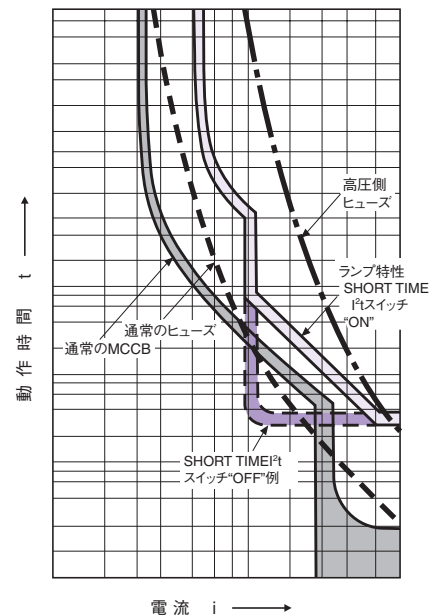 高圧側
ヒューズ
ランプ特性
SHORT TIME
I²tスイッチ
“ON”
通常のヒューズ
通常のMCCB
動作時間 t
SHORT TIMEI²t
スイッチ“OFF”例
電流 i